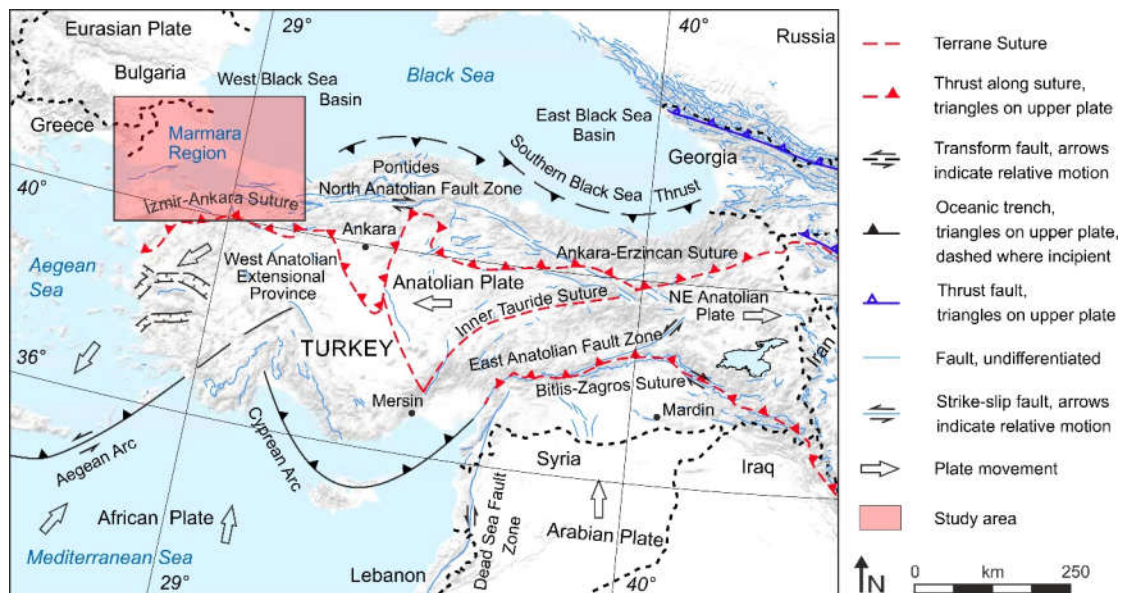 Eurasian Plate
29°
40°
Russia
Bulgaria
West Black Sea
Basin
Black Sea
Greece
Marmara
Region
East Black Sea
Basin
Georgia
40°
Pontides
North Anatolian Fault Zone
Southern Black Sea Thrust
Izmir-Ankara Suture
Ankara
Ankara-Erzincan Suture
Aegean
Sea
West Anatolian
Extensional
Province
Anatolian Plate
Inner Tauride Suture
NE Anatolian
Plate
Iran
36°
TURKEY
East Anatolian Fault Zone
Bitlis-Zagros Suture
Mersin
Mardin
Aegean Arc
Cyprean Arc
Syria
Iraq
African Plate
Dead Sea Fault
Zone
Arabian Plate
Mediterranean Sea
29°
Lebanon
40°
Terrane Suture
Thrust along suture,
triangles on upper plate
Transform fault, arrows
indicate relative motion
Oceanic trench,
triangles on upper plate,
dashed where incipient
Thrust fault,
triangles on upper plate
Fault, undifferentiated
Strike-slip fault, arrows
indicate relative motion
Plate movement
Study area
N
0 km 250